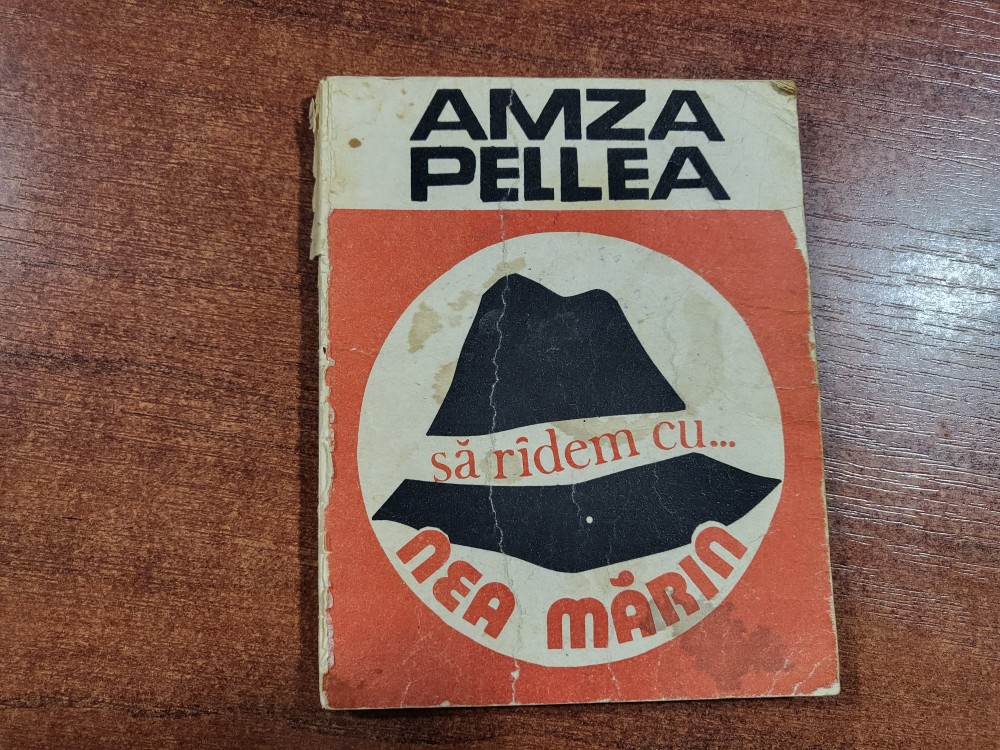 AMZA
PELLEA
să rîdem cu...
NEA MĂRIN